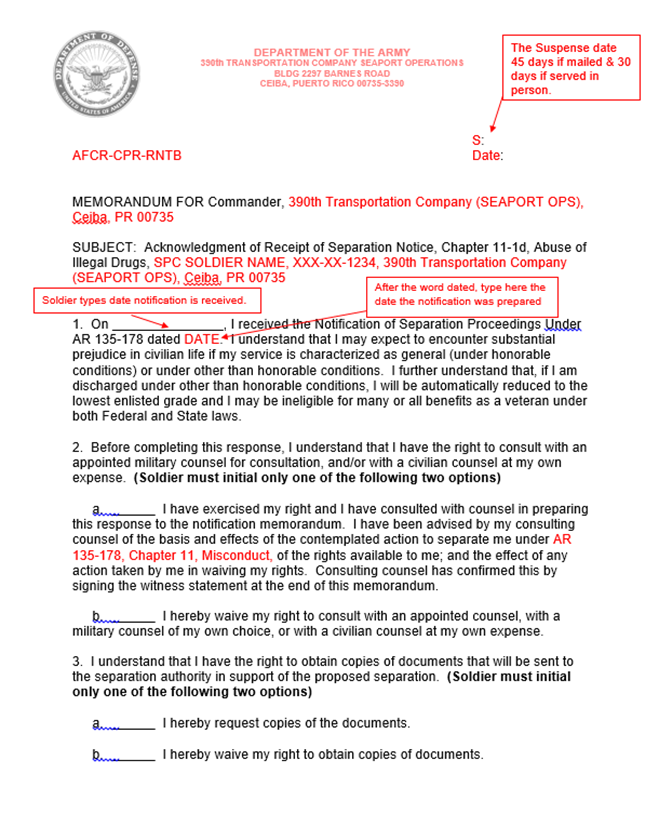 DEPARTMENT OF DEFENSE
UNITED STATES OF AMERICA
DEPARTMENT OF THE ARMY
390th TRANSPORTATION COMPANY SEAPORT OPERATIONS
BLDG 2297 BARNES ROAD
CEIBA, PUERTO RICO 00735-3390
The Suspense date
45 days if mailed & 30
days if served in
person.
S:
AFCR-CPR-RNTB Date:
MEMORANDUM FOR Commander, 390th Transportation Company (SEAPORT OPS),
Ceiba, PR 00735
SUBJECT: Acknowledgment of Receipt of Separation Notice, Chapter 11-1d, Abuse of
Illegal Drugs, SPC SOLDIER NAME, XXX-XX-1234, 390th Transportation Company
(SEAPORT OPS), Ceiba, PR 00735
Soldier types date notification is received.
After the word dated, type here the
date the notification was prepared
1. On ________________, I received the Notification of Separation Proceedings Under
AR 135-178 dated DATE. I understand that I may expect to encounter substantial
prejudice in civilian life if my service is characterized as general (under honorable
conditions) or under other than honorable conditions. I further understand that, if I am
discharged under other than honorable conditions, I will be automatically reduced to the
lowest enlisted grade and I may be ineligible for many or all benefits as a veteran under
both Federal and State laws.
2. Before completing this response, I understand that I have the right to consult with an
appointed military counsel for consultation, and/or with a civilian counsel at my own
expense. (Soldier must initial only one of the following two options)
a.________ I have exercised my right and I have consulted with counsel in preparing
this response to the notification memorandum. I have been advised by my consulting
counsel of the basis and effects of the contemplated action to separate me under AR
135-178, Chapter 11, Misconduct, of the rights available to me; and the effect of any
action taken by me in waiving my rights. Consulting counsel has confirmed this by
signing the witness statement at the end of this memorandum.
b.________ I hereby waive my right to consult with an appointed counsel, with a
military counsel of my own choice, or with a civilian counsel at my own expense.
3. I understand that I have the right to obtain copies of documents that will be sent to
the separation authority in support of the proposed separation. (Soldier must initial
only one of the following two options)
a.________ I hereby request copies of the documents.
b.________ I hereby waive my right to obtain copies of documents.